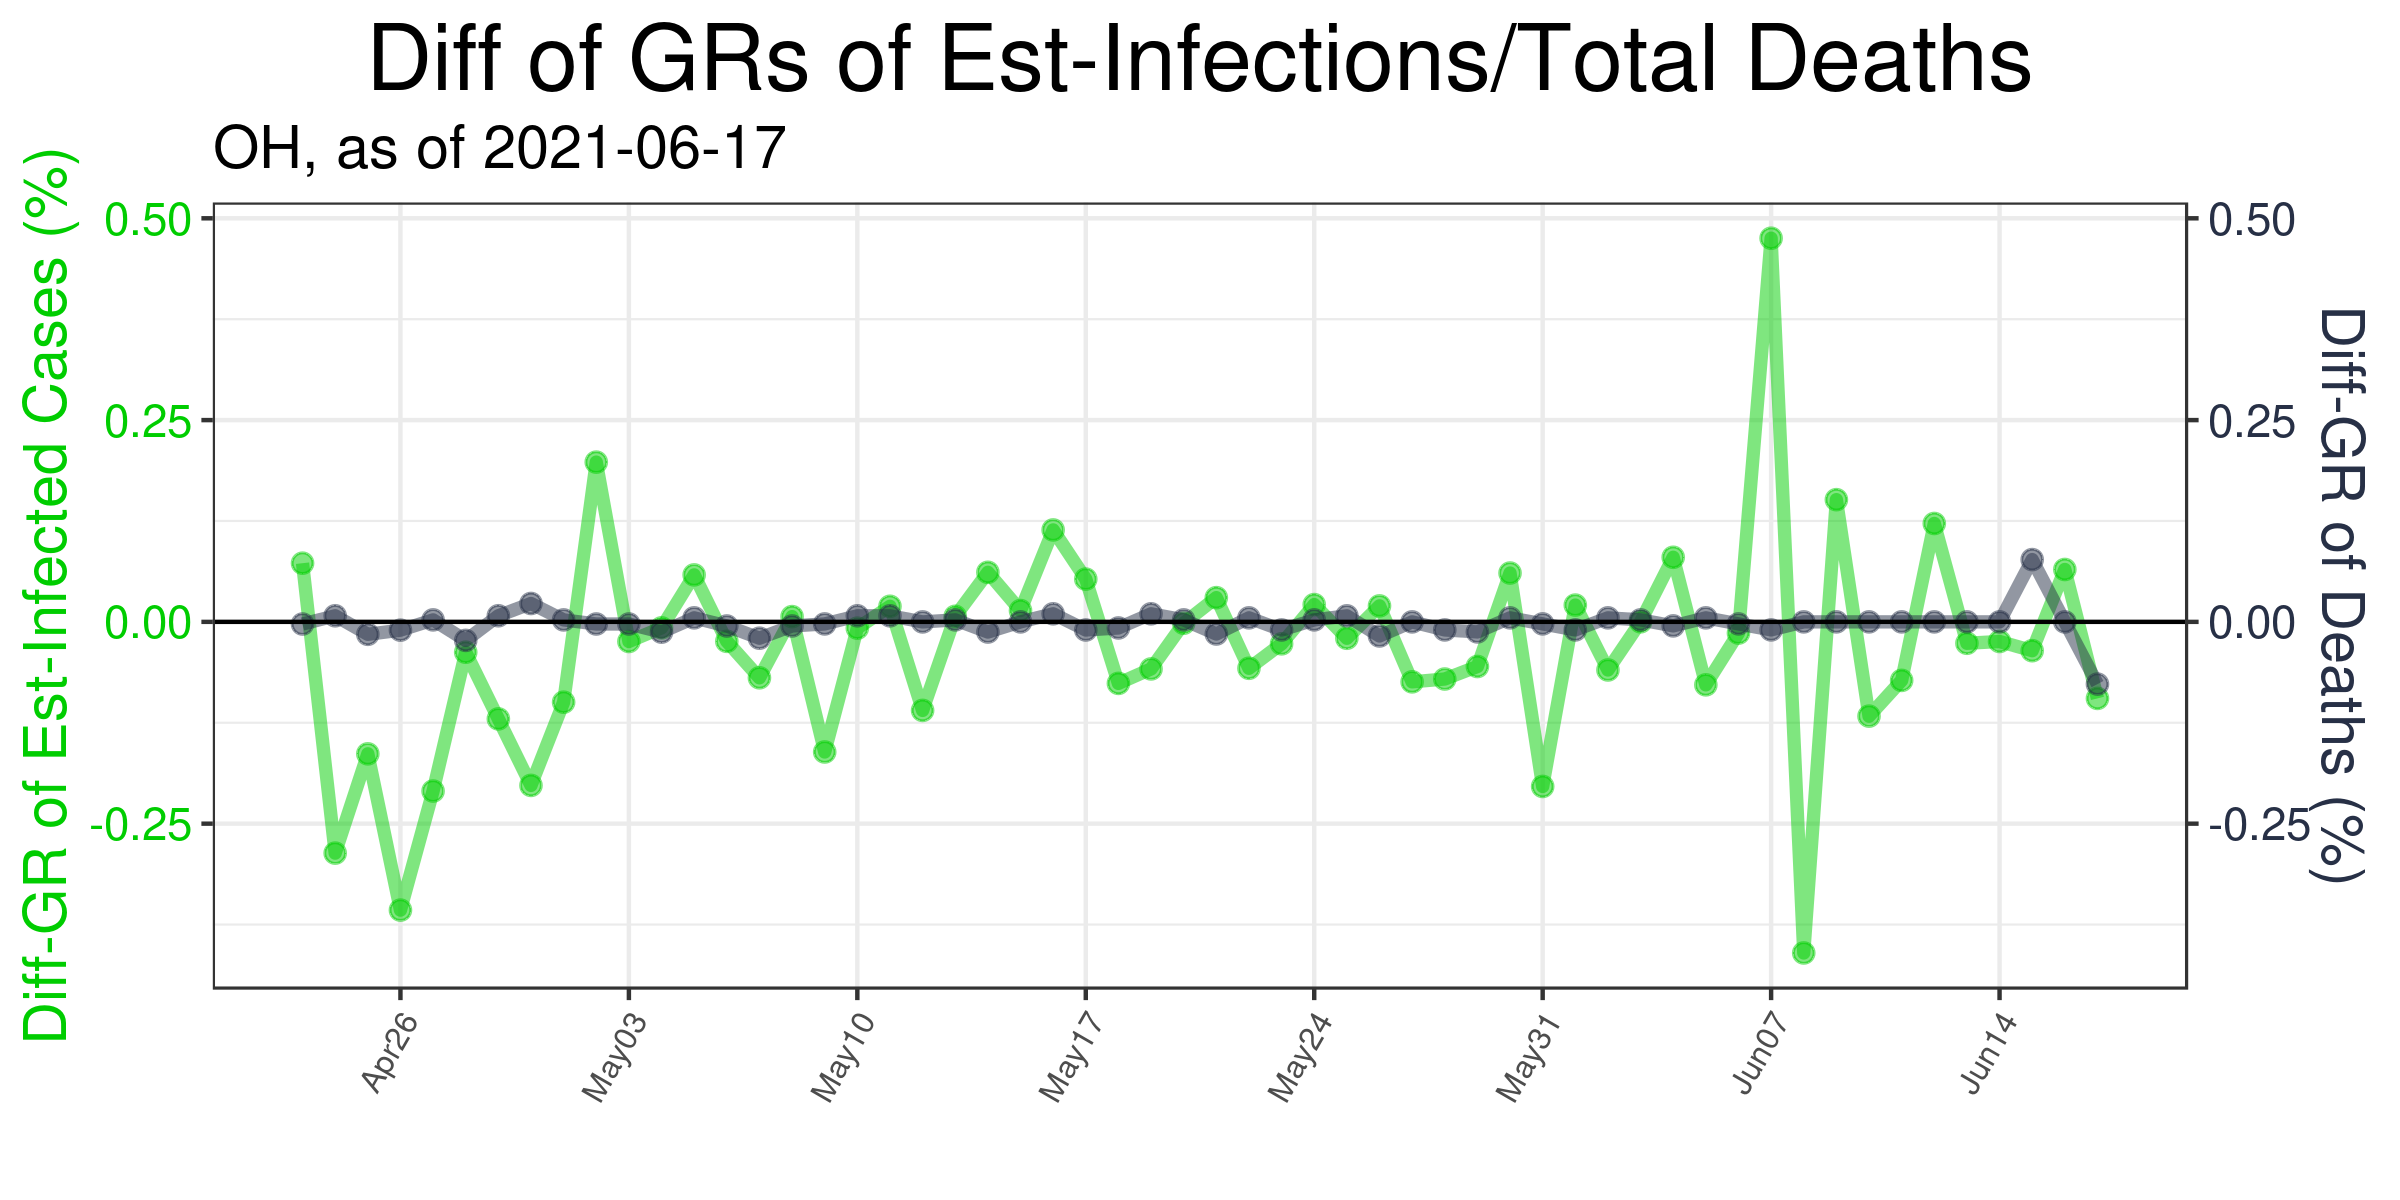 Diff of GRs of Est-Infections/Total Deaths
OH, as of 2021-06-17
Diff-GR of Est-Infected Cases (%)
0.50
0.25
0.00
-0.25
0.50
0.25
0.00
-0.25
Diff-GR of Deaths (%)
Apr26
May03
May10
May17
May24
May31
Jun07
Jun14